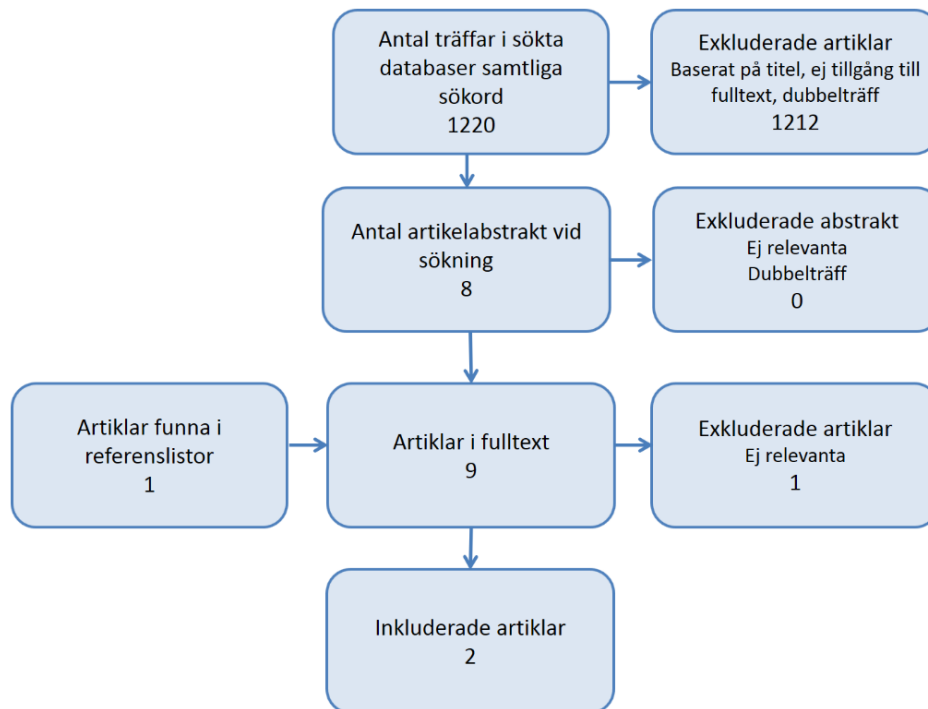 Antal träffar i sökta
databaser samtliga
sökord
1220
Exkluderade artiklar
Baserat på titel, ej tillgång till
fulltext, dubbelträff
1212
Antal artikelabstrakt vid
sökning
8
Exkluderade abstrakt
Ej relevanta
Dubbelträff
0
Artiklar funna i
referenslistor
1
Artiklar i fulltext
9
Exkluderade artiklar
Ej relevanta
1
Inkluderade artiklar
2